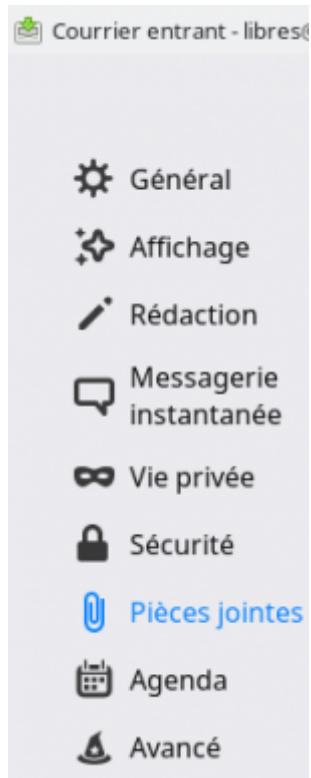 Courrier entrant - libres@
Général
Affichage
Rédaction
Messagerie
instantanée
Vie privée
Sécurité
Pièces jointes
Agenda
Avancé